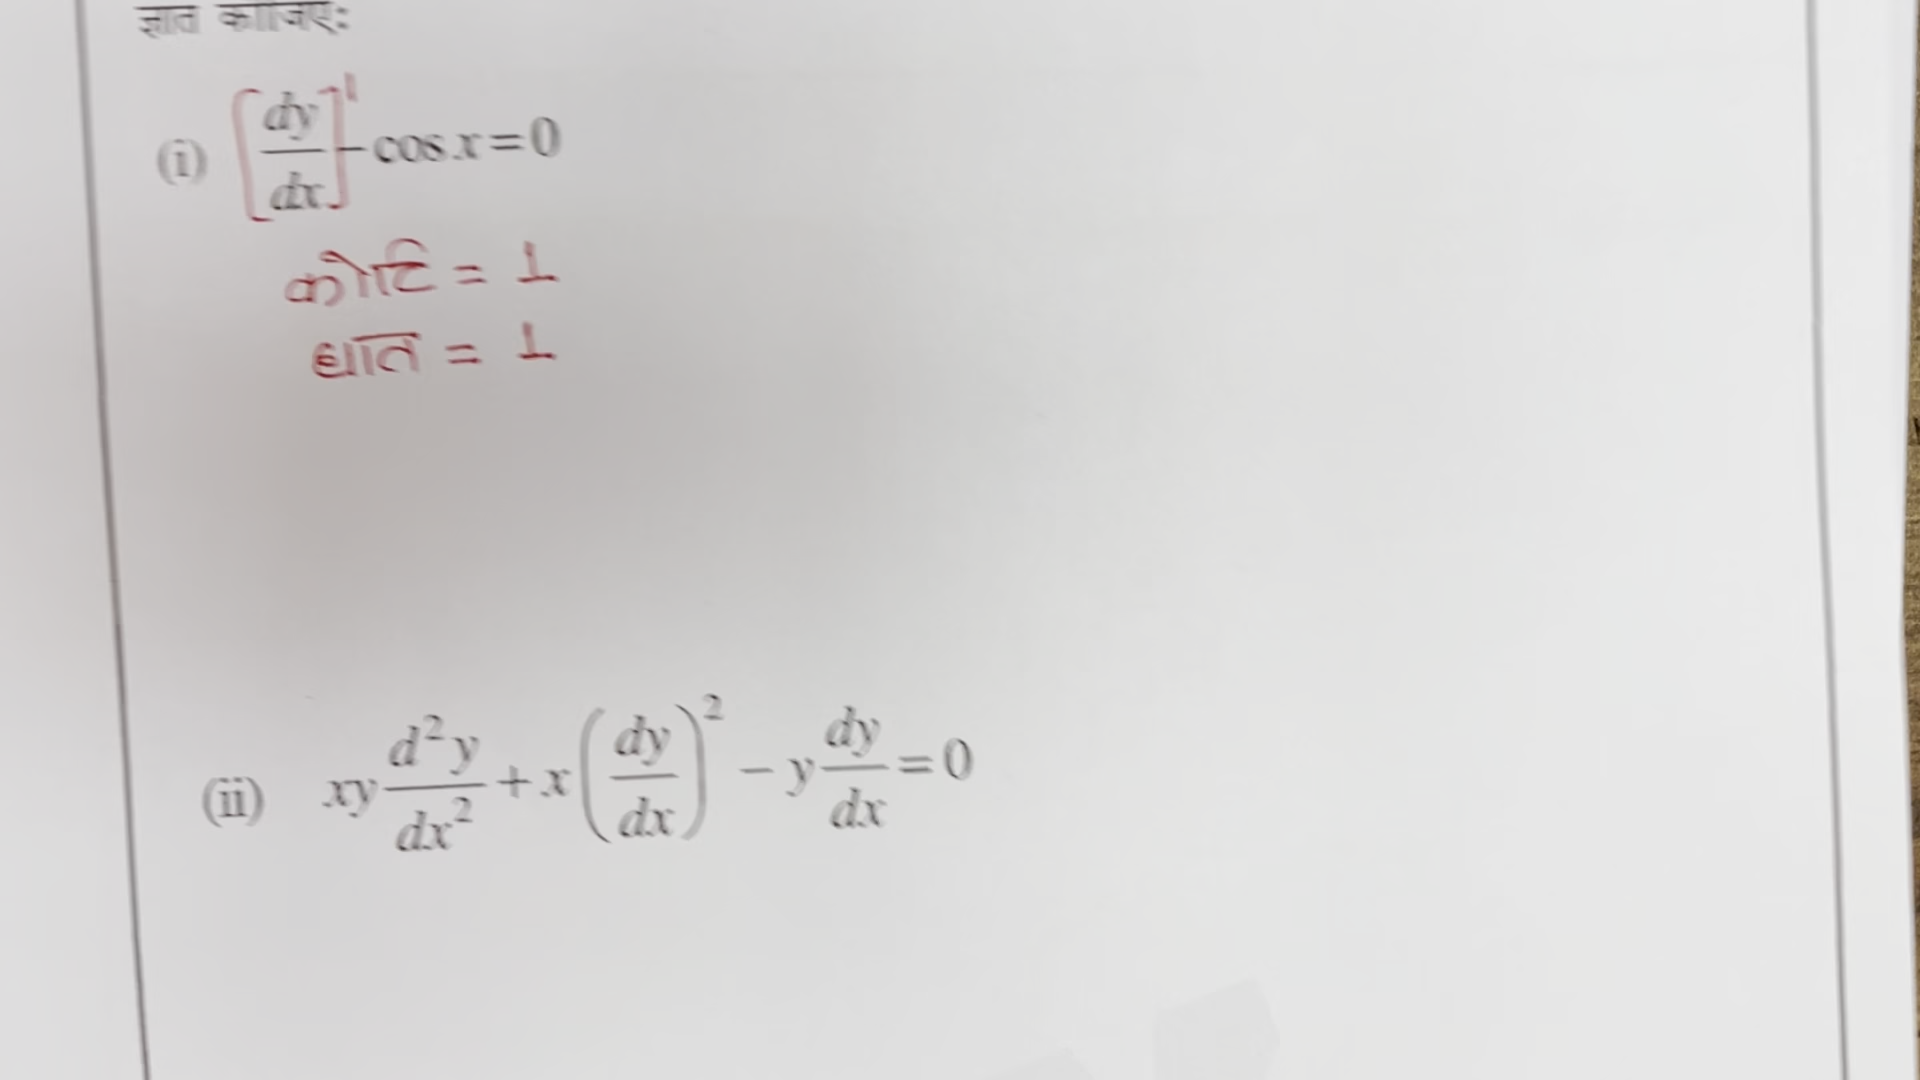 ज्ञात कीजिए:
(i) [dy/dx]¹ − cos x = 0
कोटि = 1
घात = 1
(ii) xy d²y/dx² + x(dy/dx)² − y dy/dx = 0